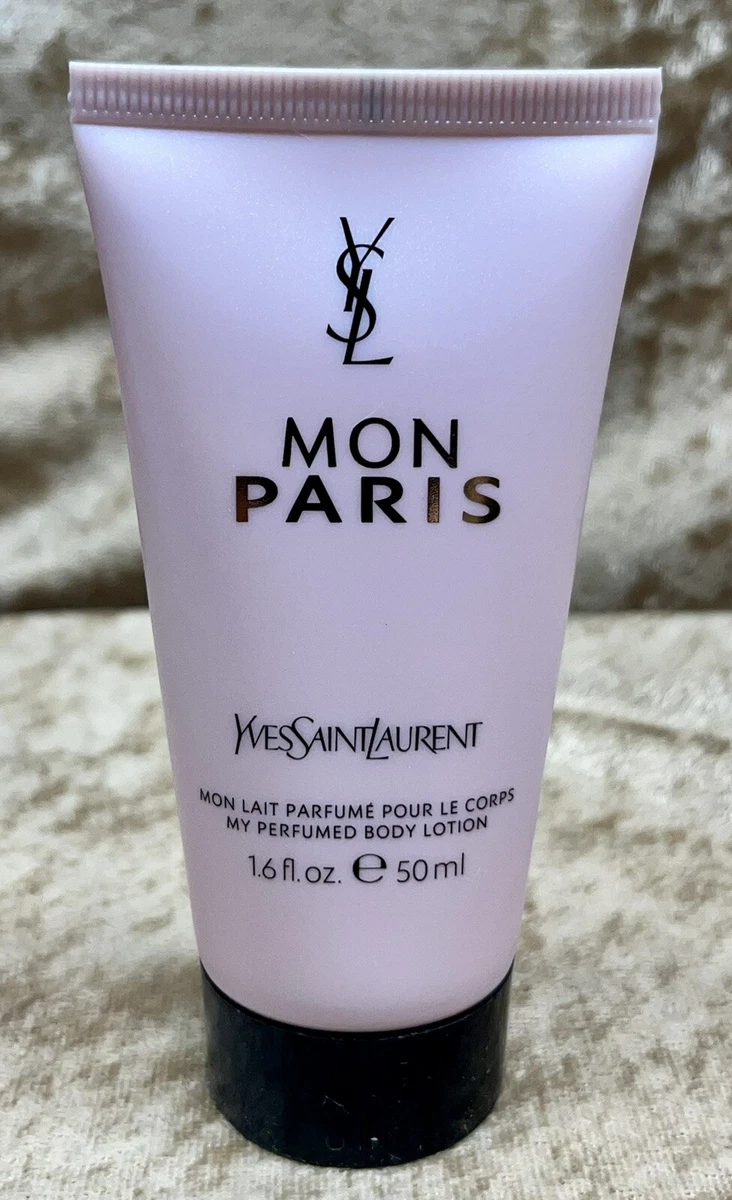 YSL
MON
PARIS
YVESSAINTLAURENT
MON LAIT PARFUMÉ POUR LE CORPS
MY PERFUMED BODY LOTION
1.6 fl. oz. ℮ 50 ml